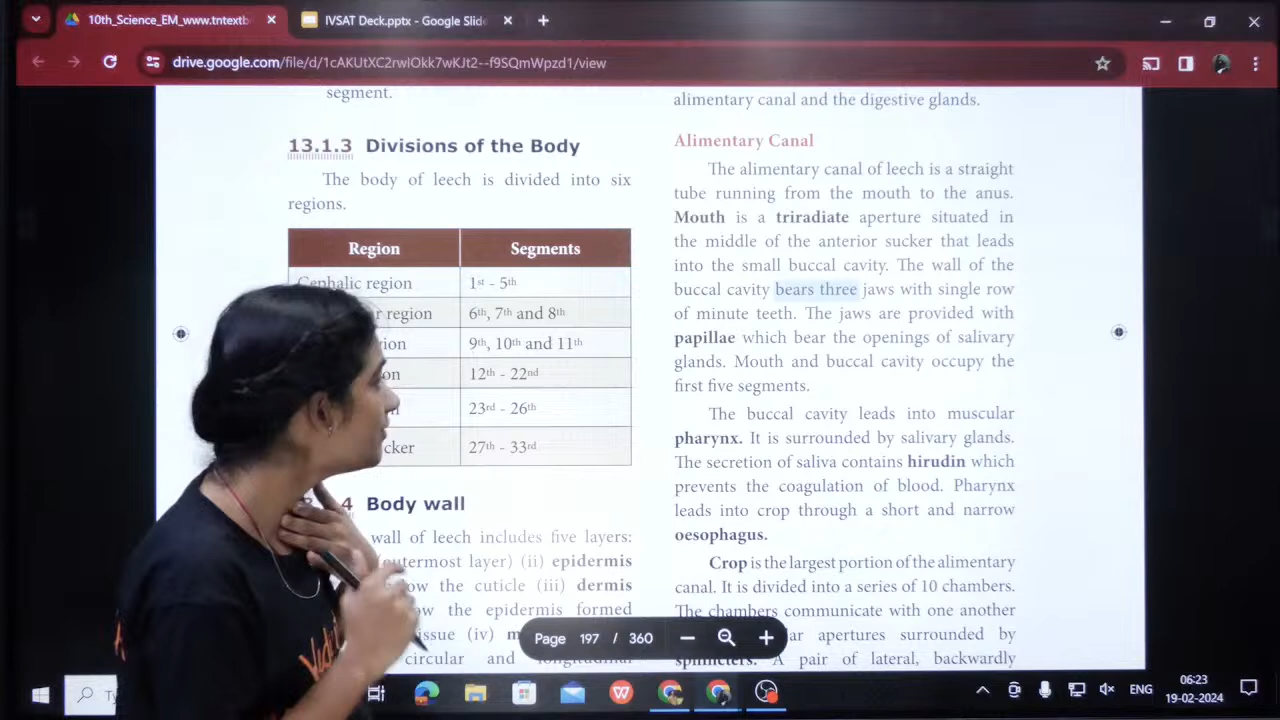 10th_Science_EM_www.tntextb
IVSAT Deck.pptx - Google Slide
drive.google.com/file/d/1cAKUtXC2rwIOkk7wKJt2--f9SQmWpzd1/view
segment.
13.1.3 Divisions of the Body
The body of leech is divided into six
regions.
Region Segments
Cephalic region 1st - 5th
region 6th, 7th and 8th
9th, 10th and 11th
12th - 22nd
23rd - 26th
27th - 33rd
4 Body wall
wall of leech includes five layers:
(outermost layer) (ii) epidermis
the cuticle (iii) dermis
the epidermis formed
(iv)
circular and longitudinal
alimentary canal and the digestive glands.
Alimentary Canal
The alimentary canal of leech is a straight
tube running from the mouth to the anus.
Mouth is a triradiate aperture situated in
the middle of the anterior sucker that leads
into the small buccal cavity. The wall of the
buccal cavity bears three jaws with single row
of minute teeth. The jaws are provided with
papillae which bear the openings of salivary
glands. Mouth and buccal cavity occupy the
first five segments.
The buccal cavity leads into muscular
pharynx. It is surrounded by salivary glands.
The secretion of saliva contains hirudin which
prevents the coagulation of blood. Pharynx
leads into crop through a short and narrow
oesophagus.
Crop is the largest portion of the alimentary
canal. It is divided into a series of 10 chambers.
The chambers communicate with one another
apertures surrounded by
sphincters. A pair of lateral, backwardly
Page 197 / 360
ENG
06:23
19-02-2024